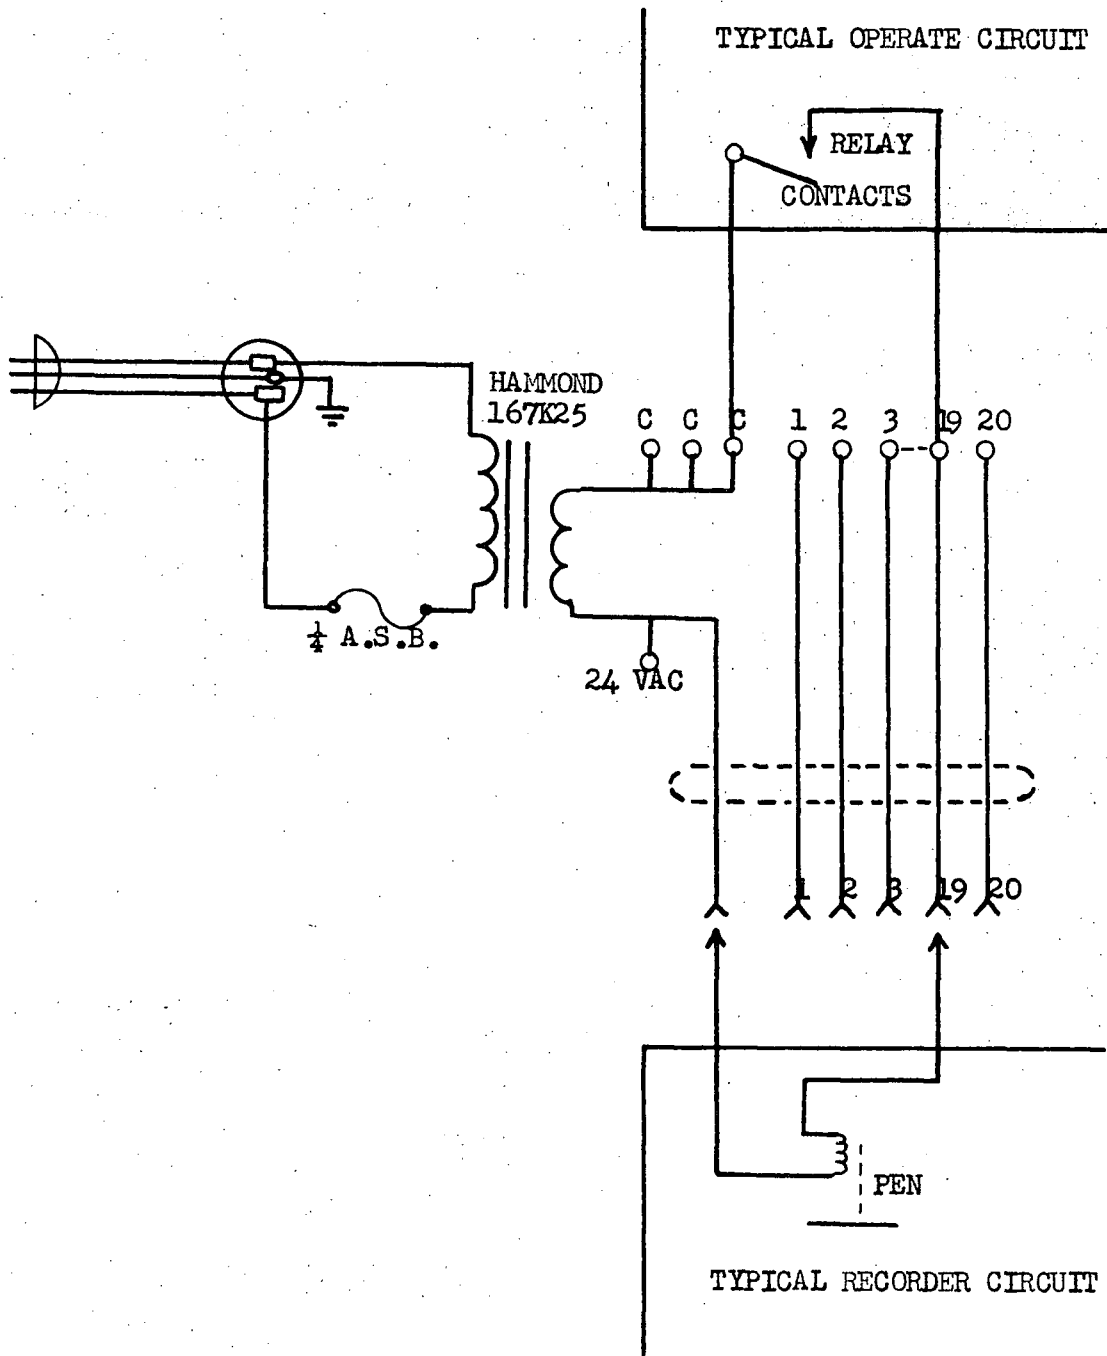 TYPICAL OPERATE CIRCUIT
RELAY
CONTACTS
HAMMOND
167K25
C C C 1 2 3 19 20
¼ A.S.B.
24 VAC
1 2 3 19 20
PEN
TYPICAL RECORDER CIRCUIT